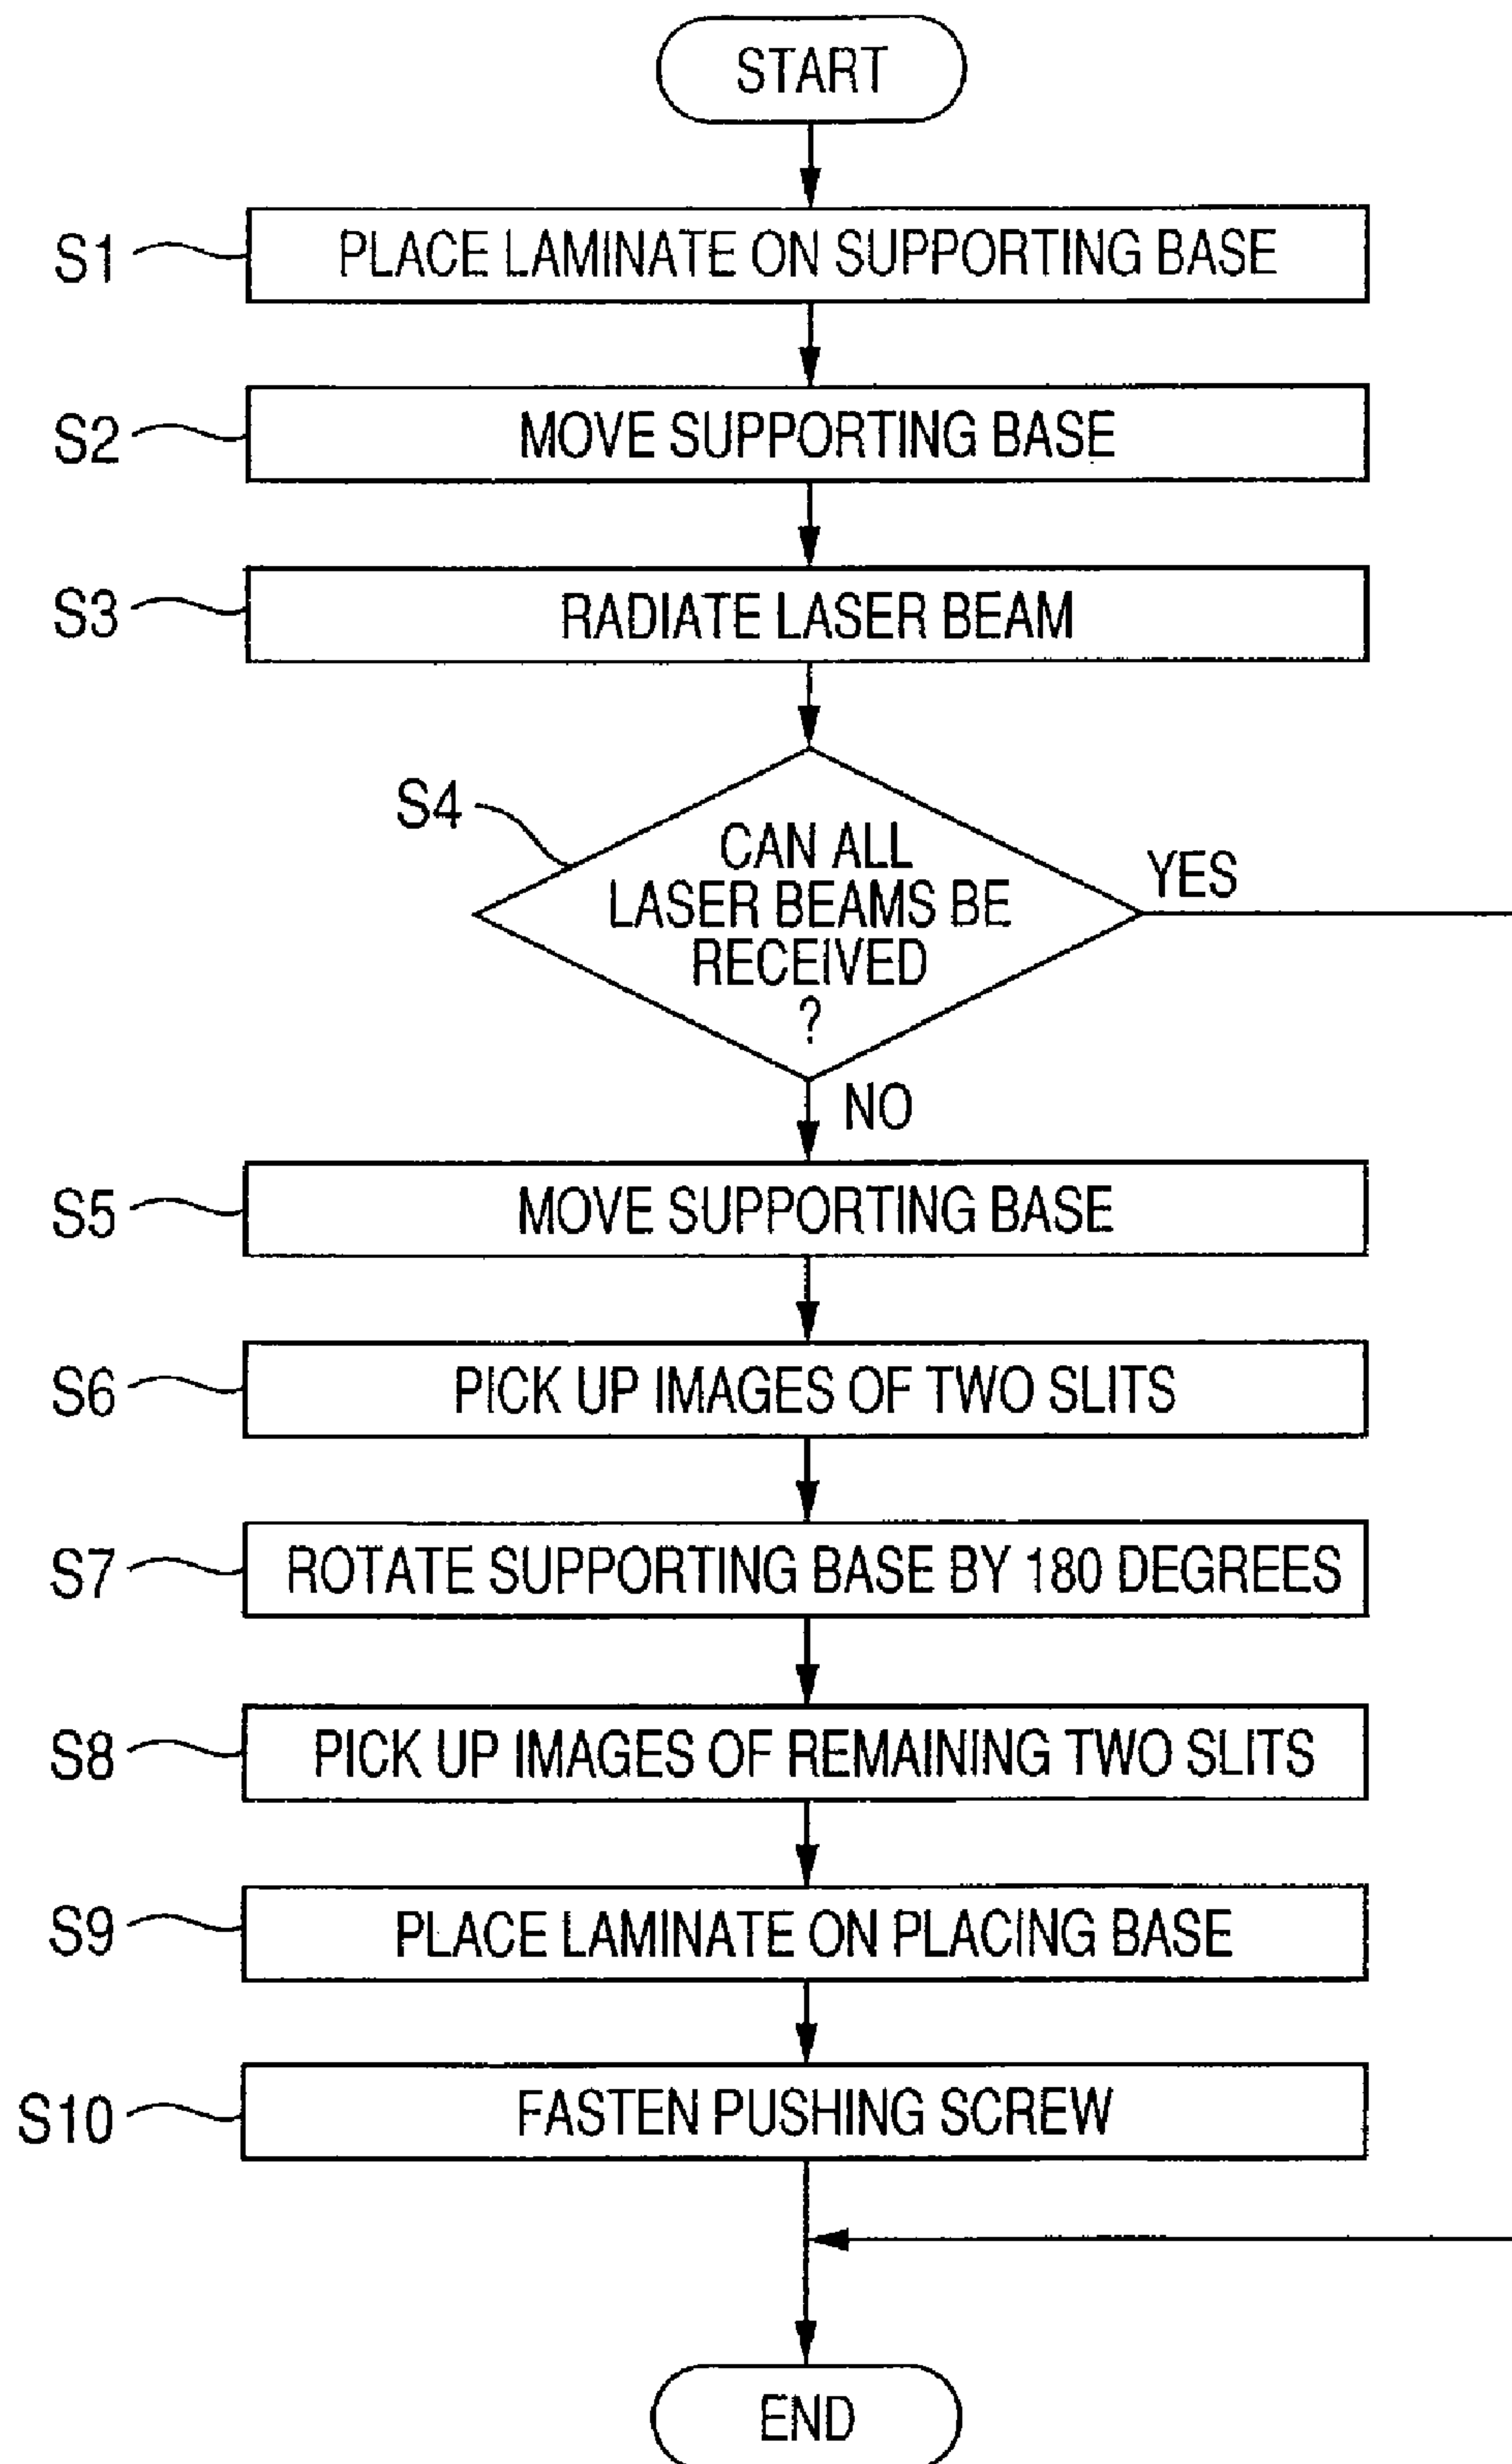 START
S1
PLACE LAMINATE ON SUPPORTING BASE
S2
MOVE SUPPORTING BASE
S3
RADIATE LASER BEAM
S4
CAN ALL
LASER BEAMS BE
RECEIVED
?
YES
NO
S5
MOVE SUPPORTING BASE
S6
PICK UP IMAGES OF TWO SLITS
S7
ROTATE SUPPORTING BASE BY 180 DEGREES
S8
PICK UP IMAGES OF REMAINING TWO SLITS
S9
PLACE LAMINATE ON PLACING BASE
S10
FASTEN PUSHING SCREW
END